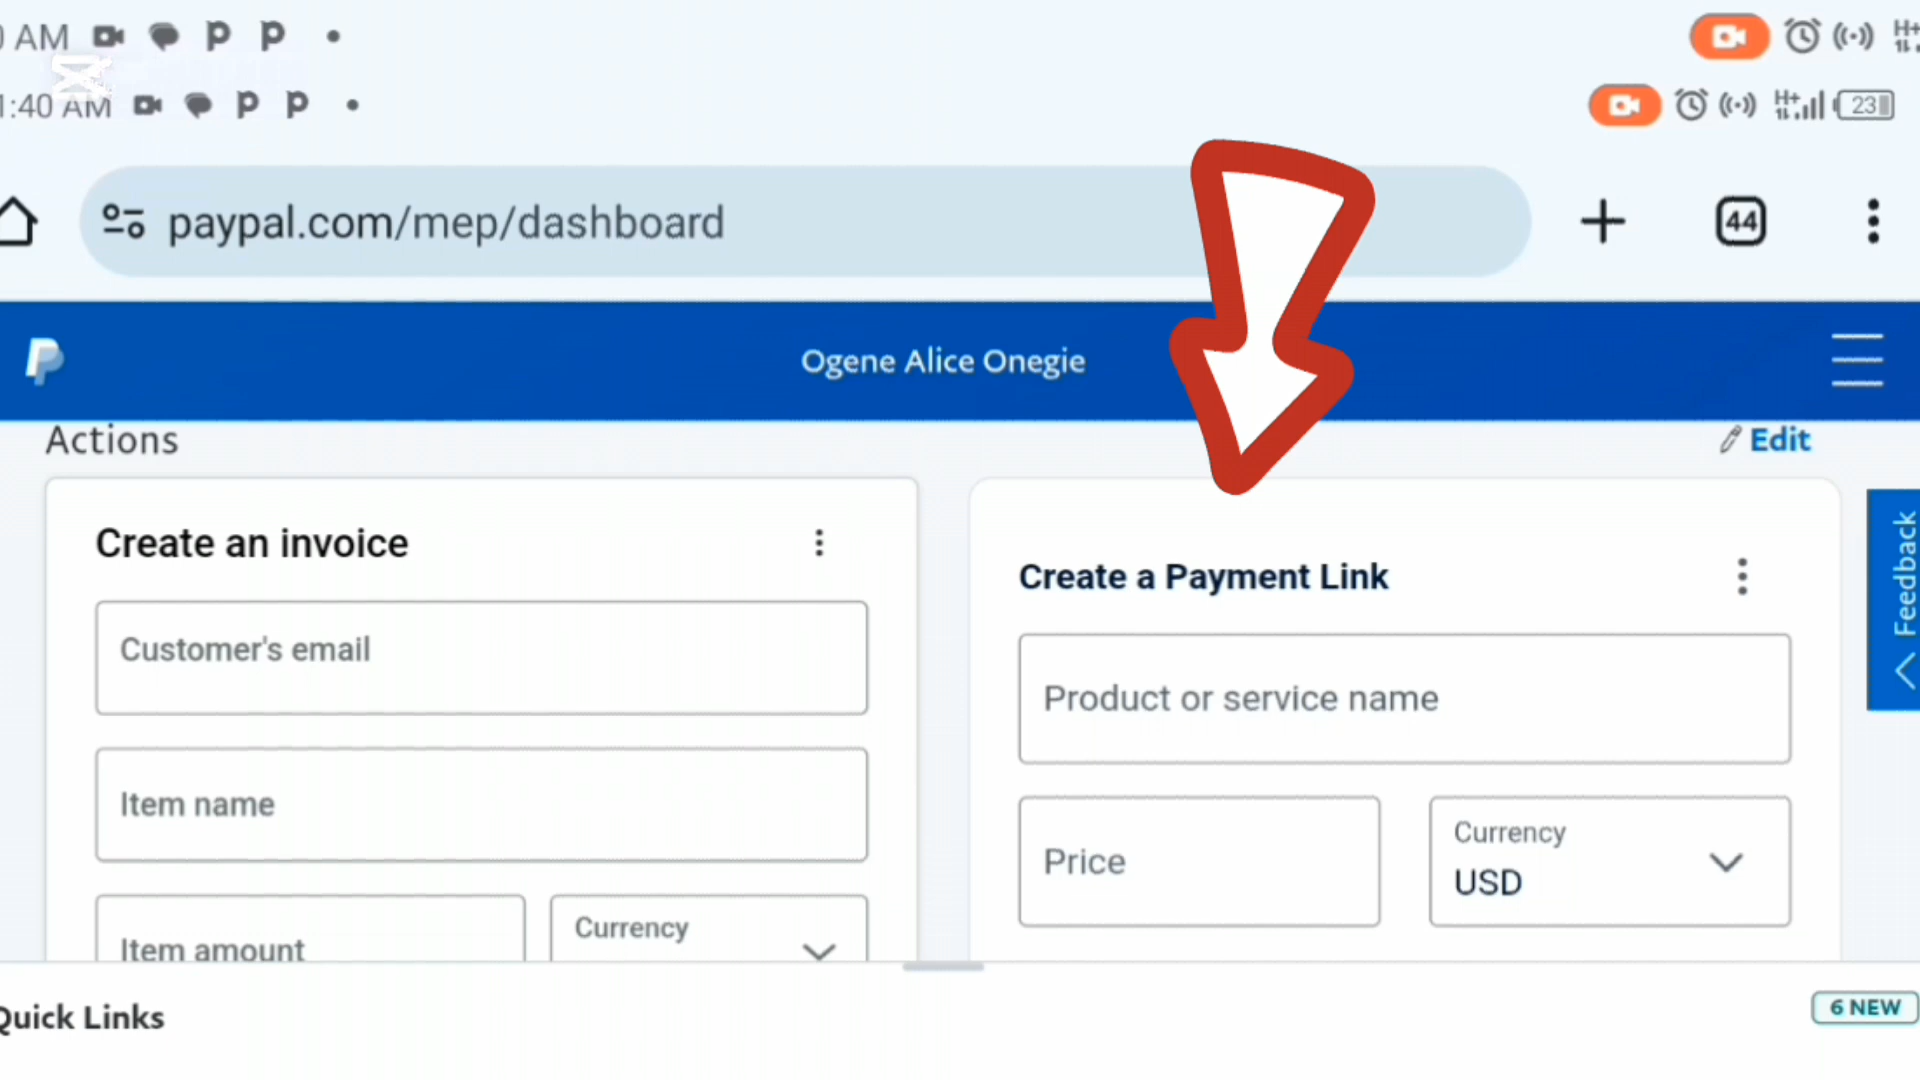 0 AM
1:40 AM
H+
H+ 23
paypal.com/mep/dashboard
44
Ogene Alice Onegie
Actions
Edit
Create an invoice
Customer's email
Item name
Item amount
Currency
Create a Payment Link
Product or service name
Price
Currency
USD
Feedback
Quick Links
6 NEW